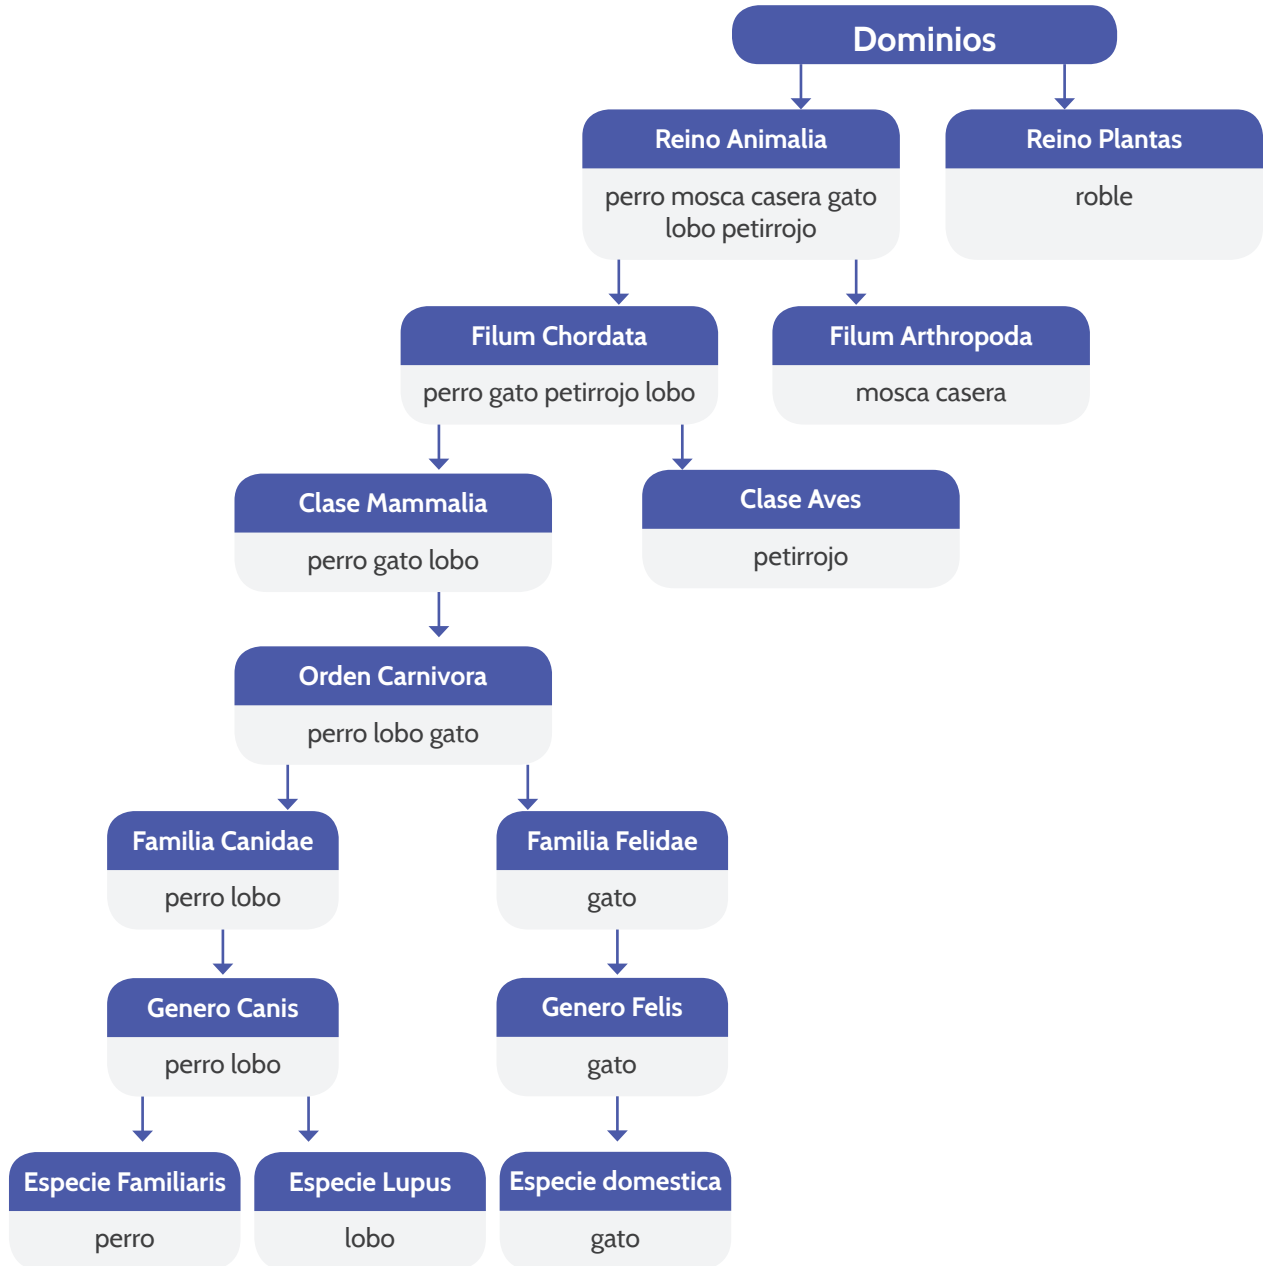 Dominios
Reino Animalia
perro mosca casera gato
lobo petirrojo
Reino Plantas
roble
Filum Chordata
perro gato petirrojo lobo
Filum Arthropoda
mosca casera
Clase Mammalia
perro gato lobo
Clase Aves
petirrojo
Orden Carnivora
perro lobo gato
Familia Canidae
perro lobo
Familia Felidae
gato
Genero Canis
perro lobo
Genero Felis
gato
Especie Familiaris
perro
Especie Lupus
lobo
Especie domestica
gato